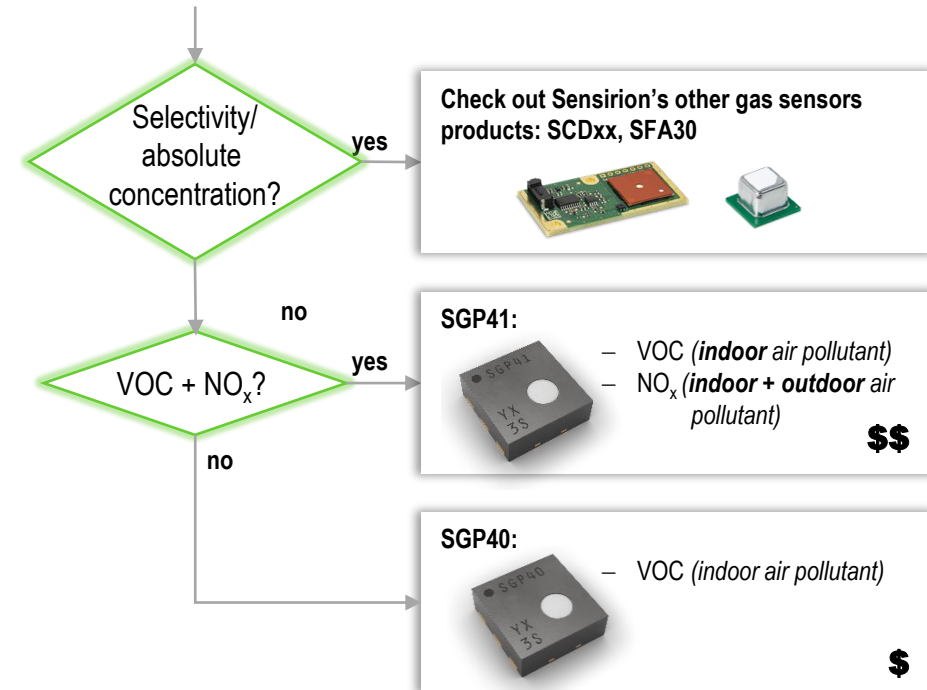 Selectivity/
absolute
concentration?
yes
Check out Sensirion's other gas sensors
products: SCDxx, SFA30
no
VOC + NOx?
yes
SGP41:
SGP41
YX
3S
– VOC (indoor air pollutant)
– NOx (indoor + outdoor air
pollutant)
$$
no
SGP40:
SGP40
YX
3S
– VOC (indoor air pollutant)
$